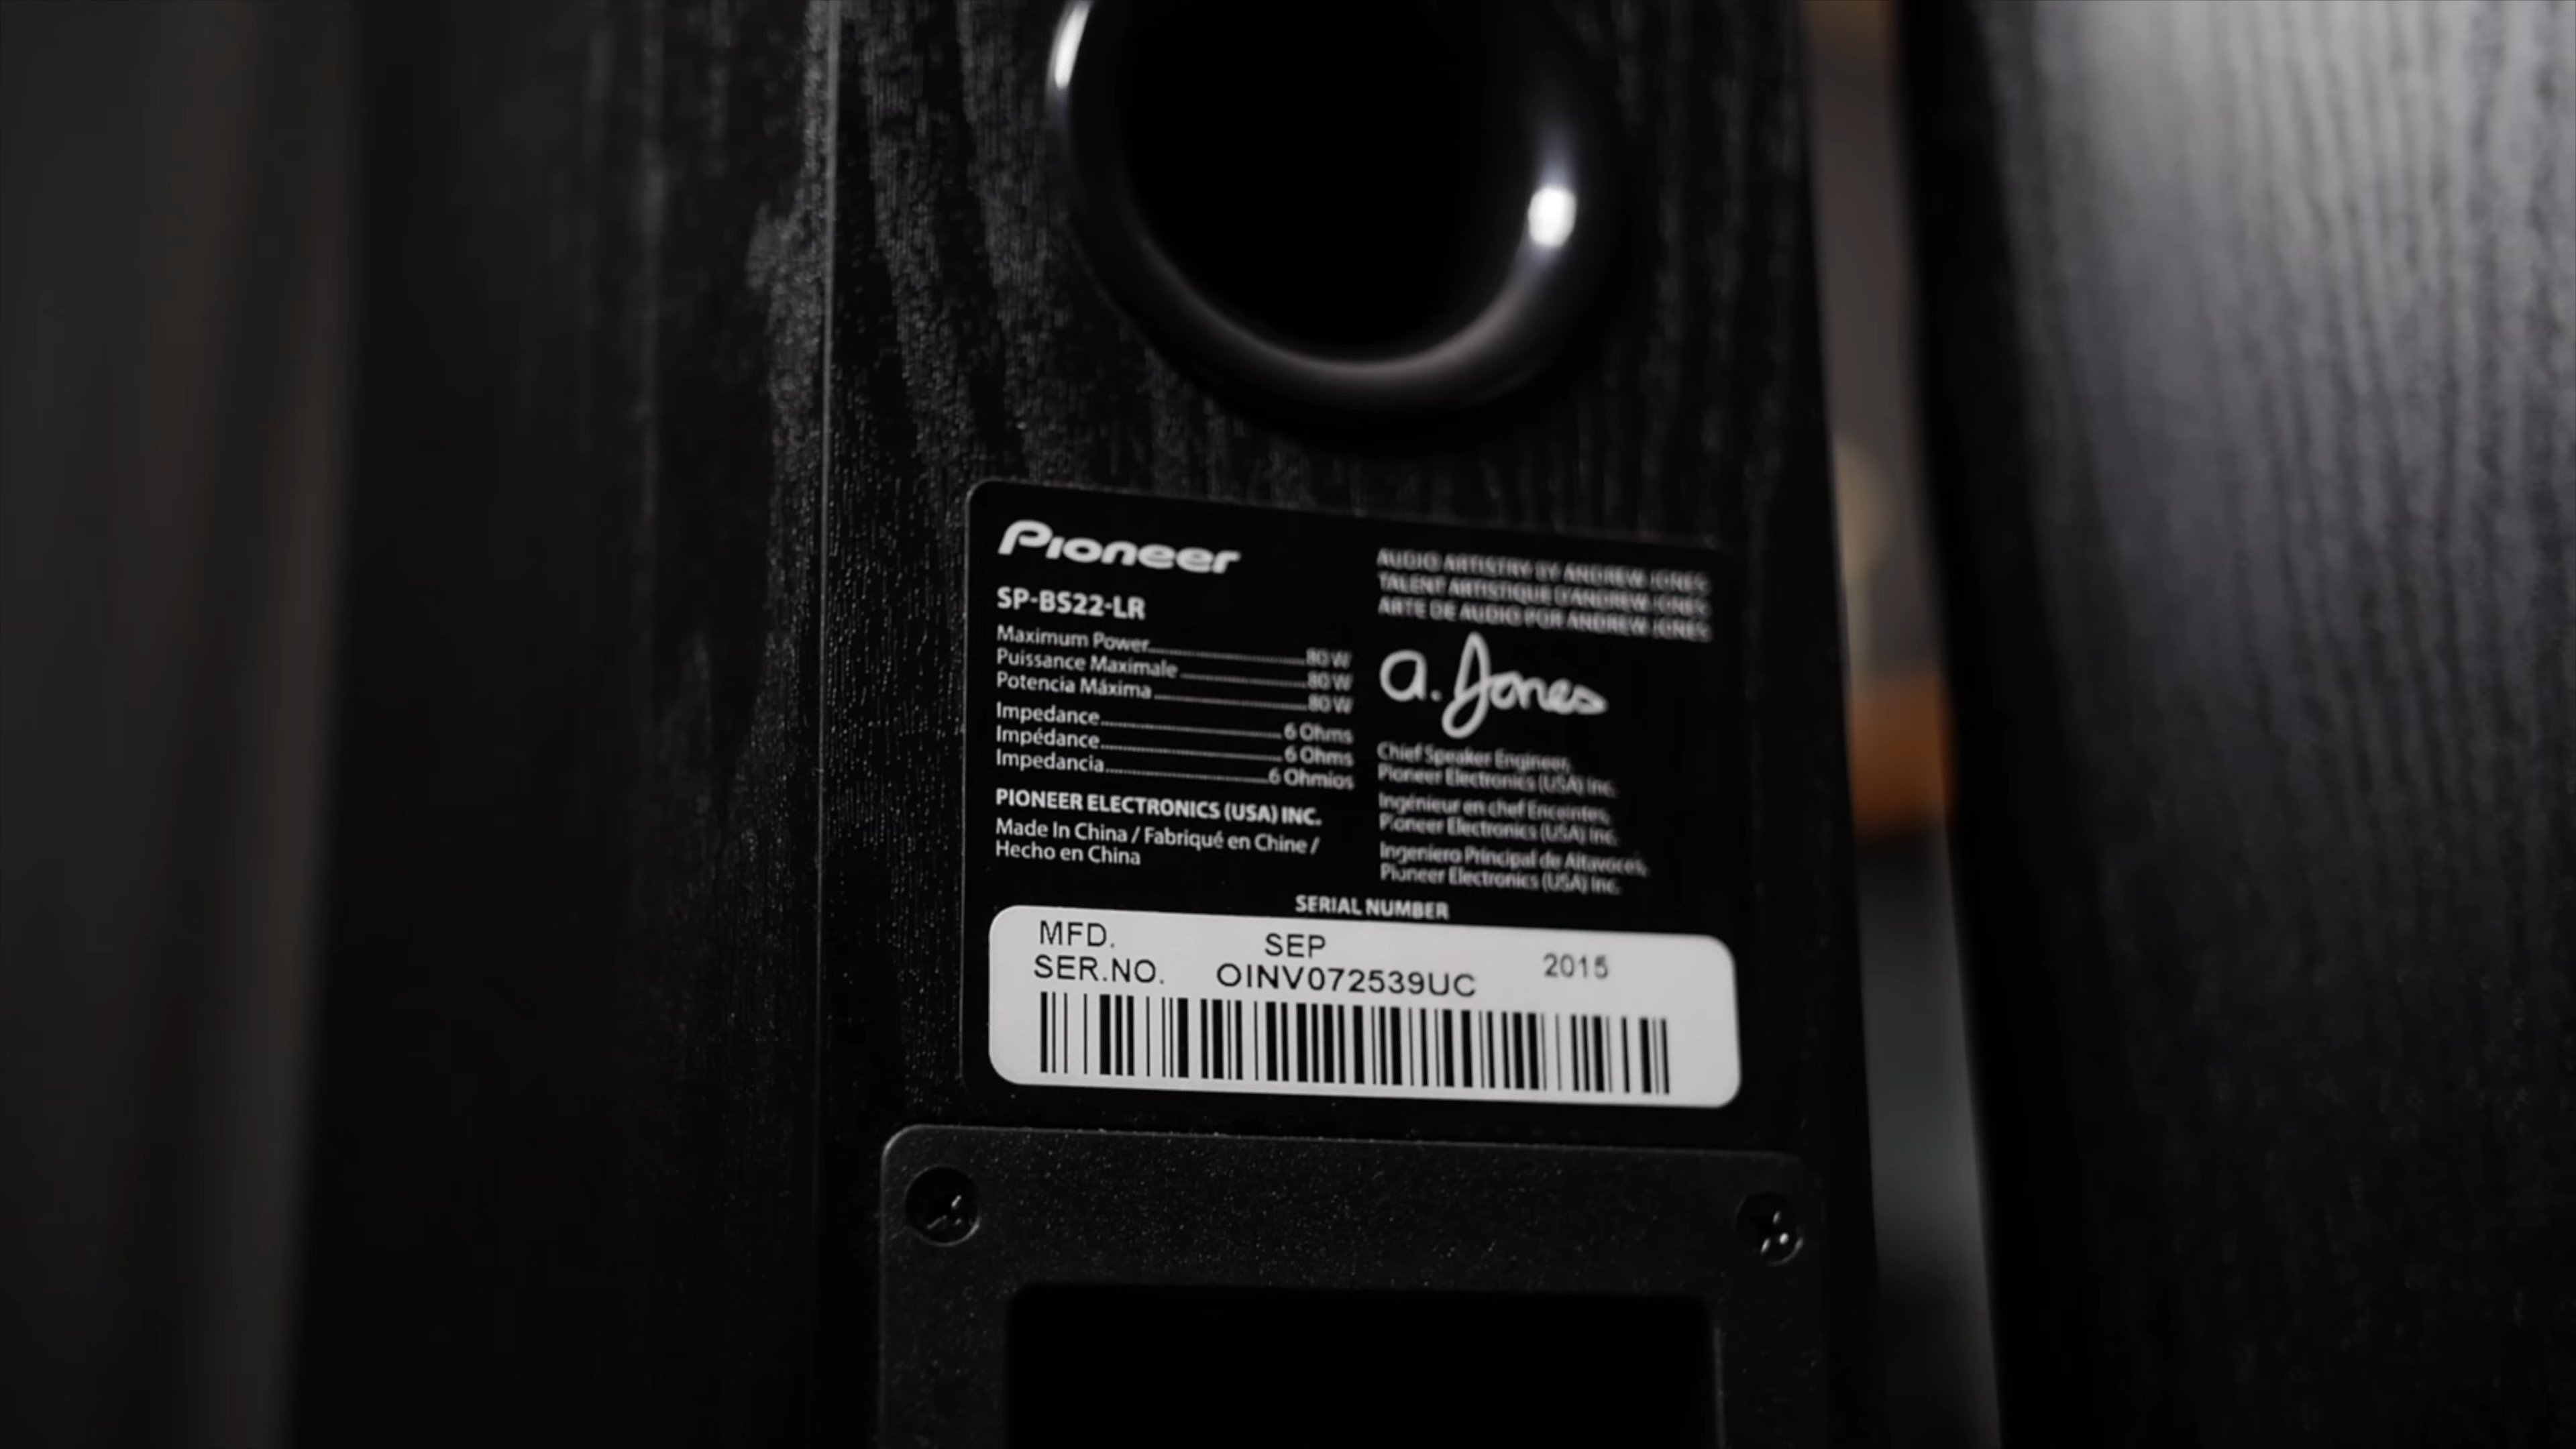 Pioneer
SP-BS22-LR
Maximum Power 80 W
Puissance Maximale 80 W
Potencia Máxima 80 W
Impedance 6 Ohms
Impédance 6 Ohms
Impedancia 6 Ohmios
PIONEER ELECTRONICS (USA) INC.
Made In China / Fabriqué en Chine /
Hecho en China
AUDIO ARTISTRY BY ANDREW JONES
TALENT ARTISTIQUE D'ANDREW JONES
ARTE DE AUDIO POR ANDREW JONES
a. Jones
Chief Speaker Engineer,
Pioneer Electronics (USA) Inc.
Ingénieur en chef Enceintes,
Pioneer Electronics (USA) Inc.
Ingeniero Principal de Altavoces,
Pioneer Electronics (USA) Inc.
SERIAL NUMBER
MFD. SEP 2015
SER.NO. OINV072539UC